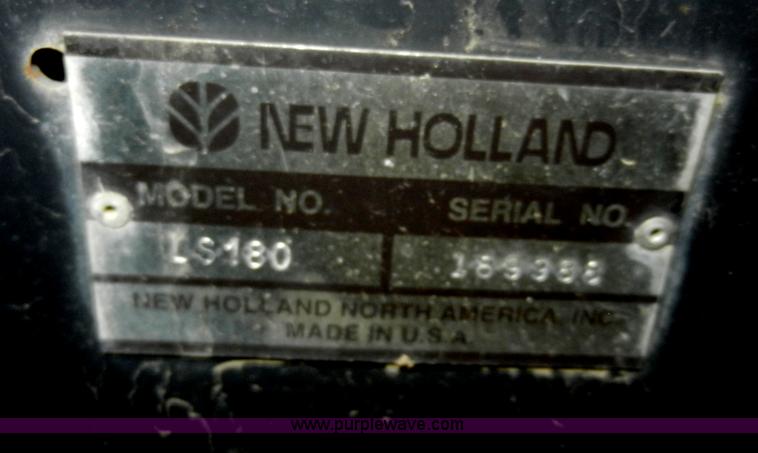 NEW HOLLAND
MODEL NO. SERIAL NO.
LS180
NEW HOLLAND NORTH AMERICA, INC.
MADE IN U.S.A.
www.purplewave.com